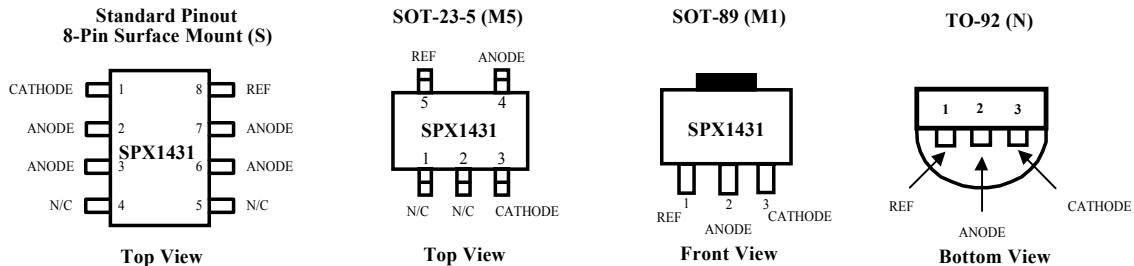 Standard Pinout
8-Pin Surface Mount (S)
CATHODE 1 8 REF
ANODE 2 7 ANODE
SPX1431
ANODE 3 6 ANODE
N/C 4 5 N/C
Top View
SOT-23-5 (M5)
REF ANODE
5 4
SPX1431
1 2 3
N/C N/C CATHODE
Top View
SOT-89 (M1)
SPX1431
1 2 3
REF ANODE CATHODE
Front View
TO-92 (N)
1 2 3
REF ANODE CATHODE
Bottom View